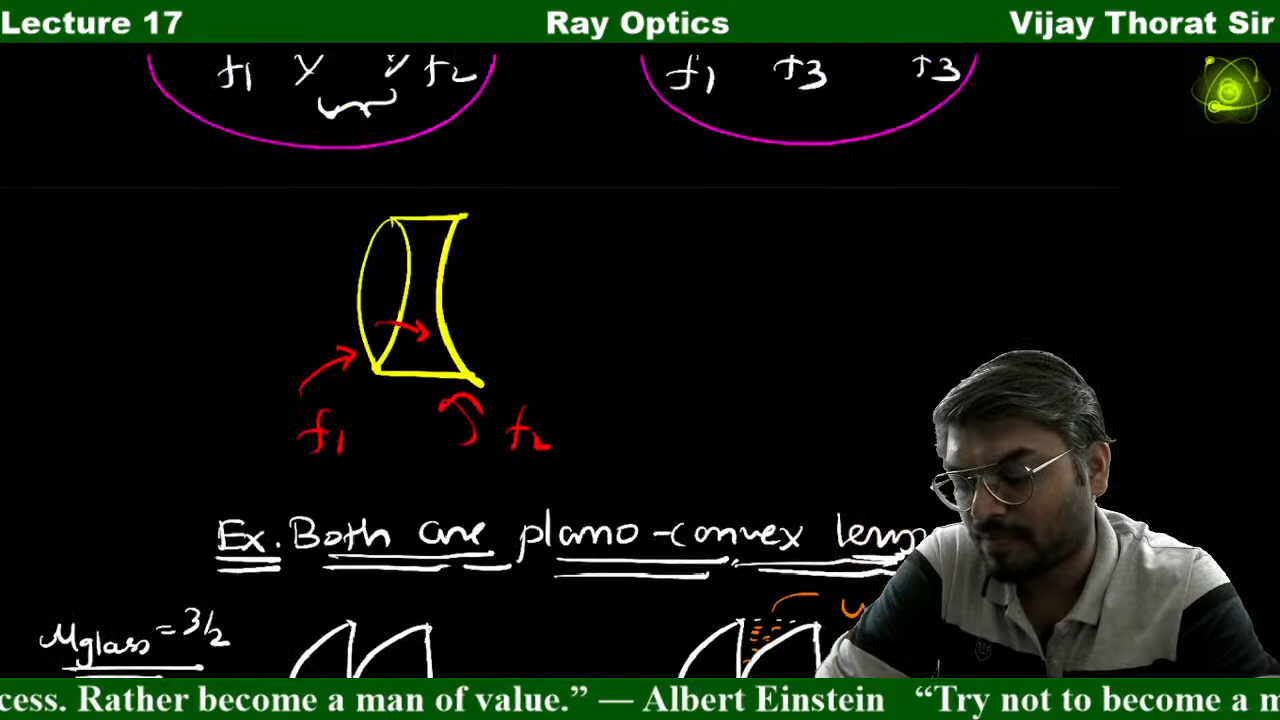 Lecture 17 Ray Optics Vijay Thorat Sir
f1 f2 f1 f3 f3
f1 f2
Ex. Both are plano-convex lens
μglass = 3/2
cess. Rather become a man of value.” — Albert Einstein “Try not to become a m